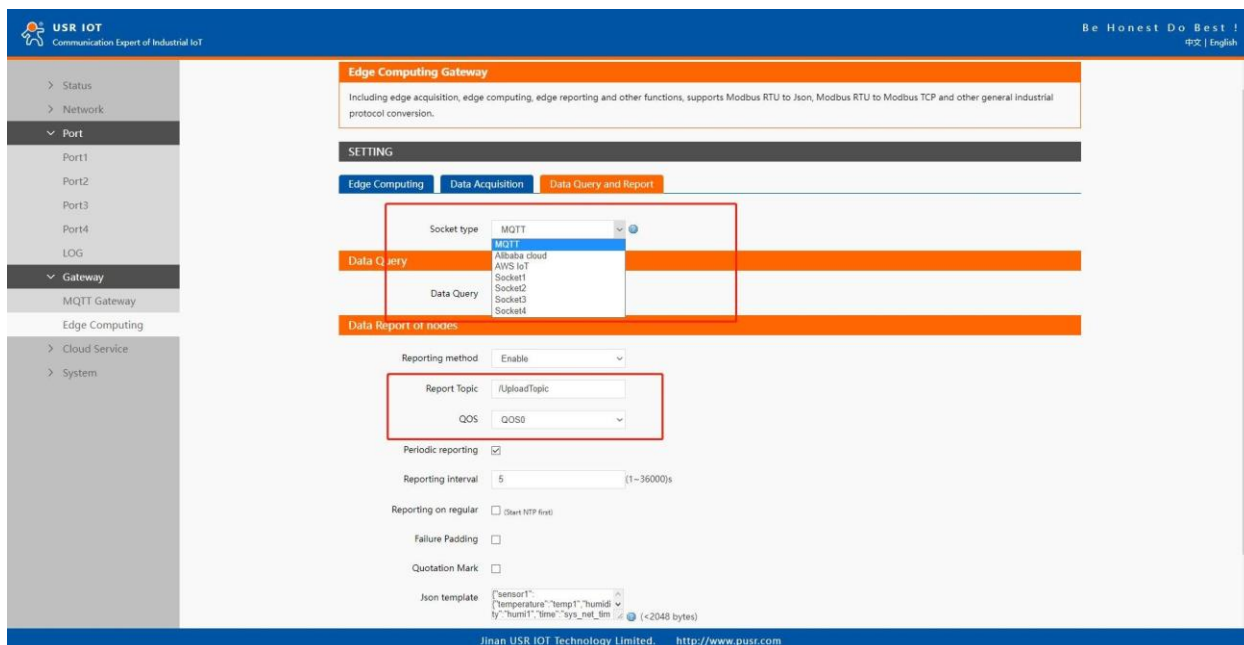 USR IOT
Communication Expert of Industrial IoT
Be Honest Do Best !
中文 | English
Status
Network
Port
Port1
Port2
Port3
Port4
LOG
Gateway
MQTT Gateway
Edge Computing
Cloud Service
System
Edge Computing Gateway
Including edge acquisition, edge computing, edge reporting and other functions, supports Modbus RTU to Json, Modbus RTU to Modbus TCP and other general industrial
protocol conversion.
SETTING
Edge Computing Data Acquisition Data Query and Report
Socket type MQTT
MQTT
Alibaba cloud
AWS IoT
Socket1
Socket2
Socket3
Socket4
Data Query
Data Query
Data Report of nodes
Reporting method Enable
Report Topic /UploadTopic
QOS QOS0
Periodic reporting
Reporting interval 5 (1~36000)s
Reporting on regular (Start NTP first)
Failure Padding
Quotation Mark
Json template {"sensor1":
{"temperature":"temp1","humidi
ty":"humi1","time":"sys_net_tim (<2048 bytes)
Jinan USR IOT Technology Limited. http://www.pusr.com